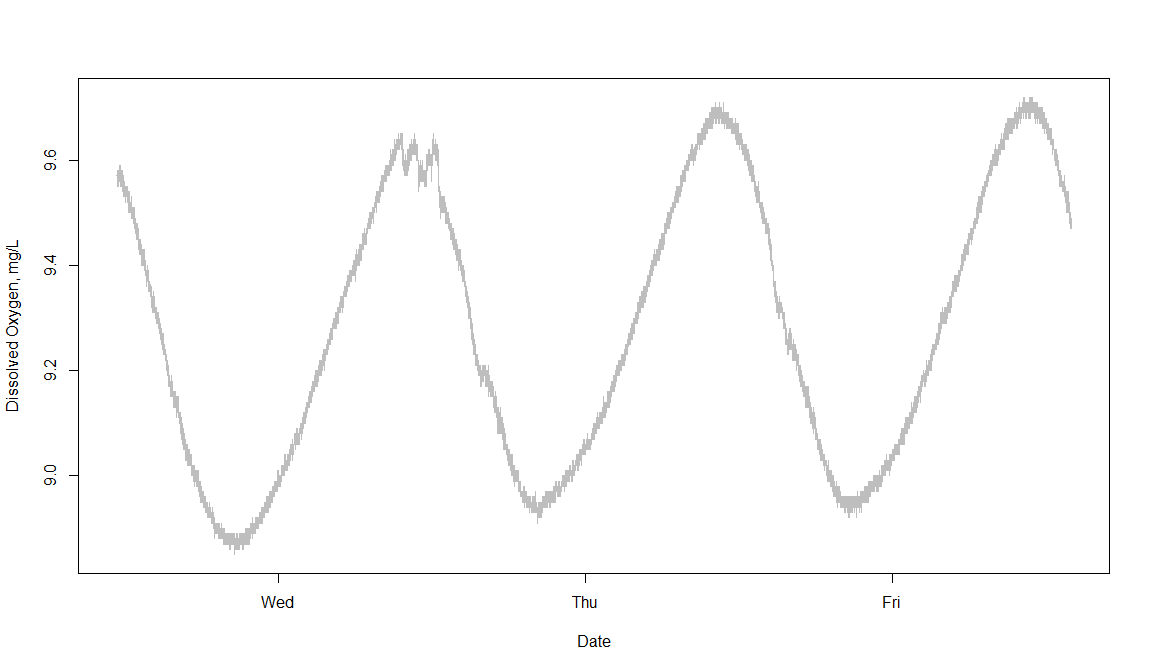 Dissolved Oxygen, mg/L
9.6
9.4
9.2
9.0
Wed Thu Fri
Date